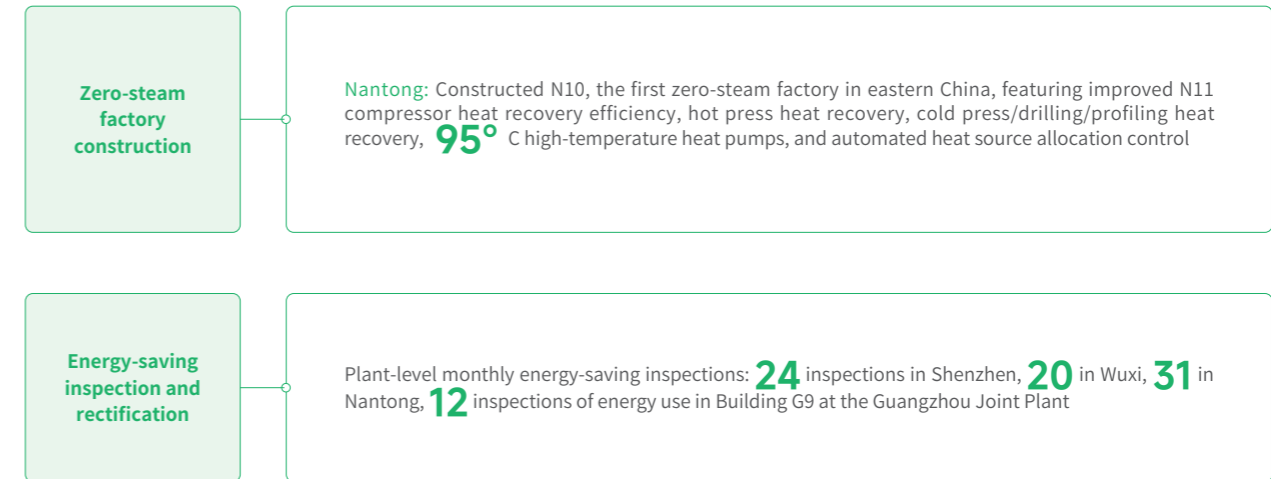 Zero-steam
factory
construction
Nantong: Constructed N10, the first zero-steam factory in eastern China, featuring improved N11
compressor heat recovery efficiency, hot press heat recovery, cold press/drilling/profiling heat
recovery, 95° C high-temperature heat pumps, and automated heat source allocation control
Energy-saving
inspection and
rectification
Plant-level monthly energy-saving inspections: 24 inspections in Shenzhen, 20 in Wuxi, 31 in
Nantong, 12 inspections of energy use in Building G9 at the Guangzhou Joint Plant